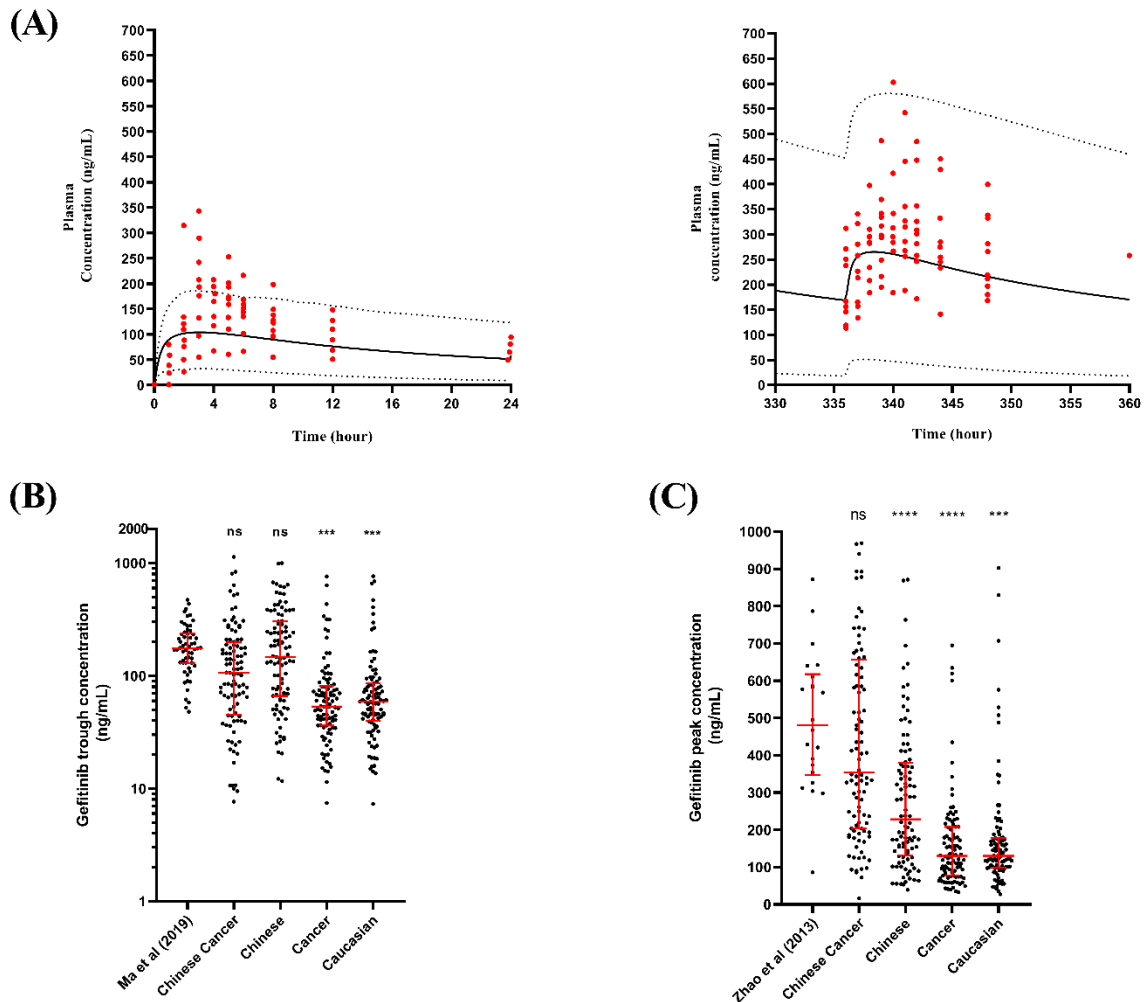 (A)
Plasma
Concentration (ng/mL)
700
650
600
550
500
450
400
350
300
250
200
150
100
50
0
0 4 8 12 16 20 24
Time (hour)
Plasma
concentration (ng/mL)
700
650
600
550
500
450
400
350
300
250
200
150
100
50
0
330 335 340 345 350 355 360
Time (hour)
(B)
Gefitinib trough concentration
(ng/mL)
2000
1000
100
10
1
ns ns *** ***
Ma et al (2019)
Chinese Cancer
Chinese
Cancer
Caucasian
(C)
Gefitinib peak concentration
(ng/mL)
1000
900
800
700
600
500
400
300
200
100
0
ns **** **** ***
Zhao et al (2013)
Chinese Cancer
Chinese
Cancer
Caucasian